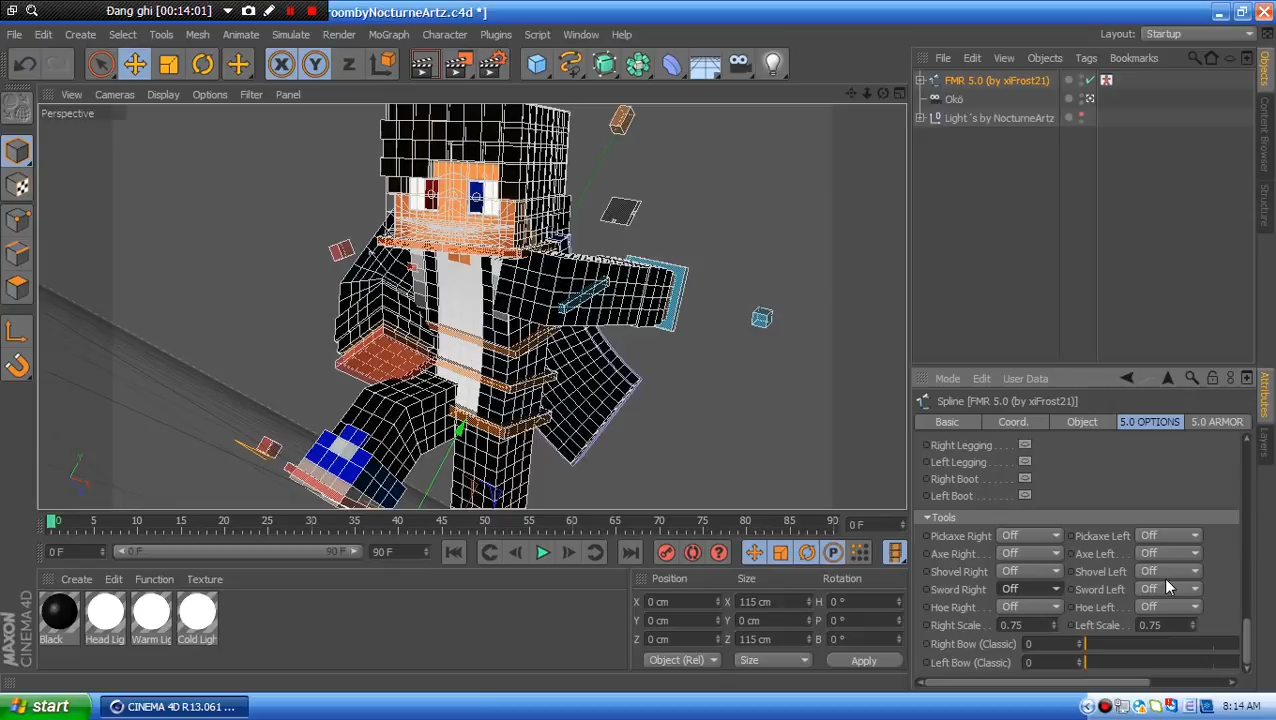 Đang ghi [00:14:01]
roombyNocturneArtz.c4d *]
File Edit Create Select Tools Mesh Animate Simulate Render MoGraph Character Plugins Script Window Help Layout: Startup
File Edit View Objects Tags Bookmarks
View Cameras Display Options Filter Panel
Perspective
FMR 5.0 (by xiFrost21)
Okó
Light´s by NocturneArtz
Objects
Content Browser
Structure
Mode Edit User Data
Spline [FMR 5.0 (by xiFrost21)]
Basic Coord. Object 5.0 OPTIONS 5.0 ARMOR
Attributes
Layers
Right Legging
Left Legging
Right Boot
Left Boot
Tools
Pickaxe Right Off Pickaxe Left Off
Axe Right Off Axe Left Off
Shovel Right Off Shovel Left Off
Sword Right Off Sword Left Off
Hoe Right Off Hoe Left Off
Right Scale 0.75 Left Scale 0.75
Right Bow (Classic) 0
Left Bow (Classic) 0
0 5 10 15 20 25 30 35 40 45 50 55 60 65 70 75 80 85 90 0 F
0 F 0 F 90 F 90 F
Create Edit Function Texture
Black Head Lig Warm Lig Cold Ligh
Position Size Rotation
X 0 cm X 115 cm H 0 °
Y 0 cm Y 0 cm P 0 °
Z 0 cm Z 115 cm B 0 °
Object (Rel) Size Apply
MAXON
CINEMA 4D
start CINEMA 4D R13.061 ... 8:14 AM